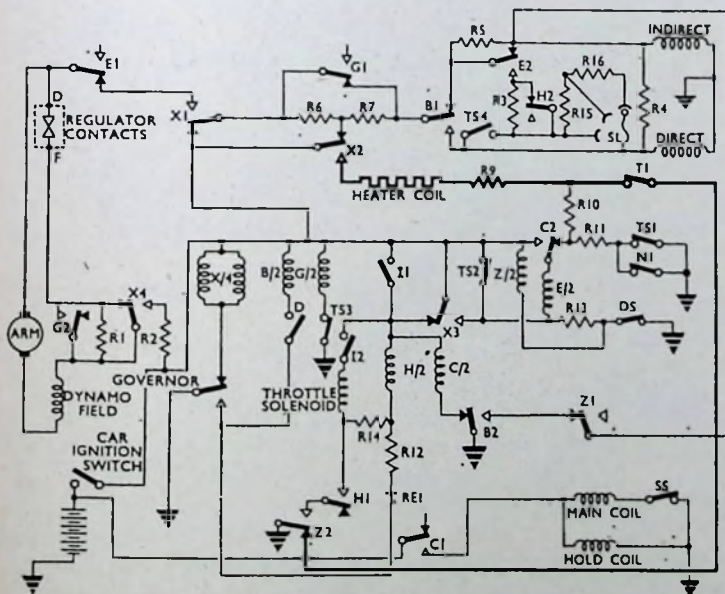 E1
G1
R5
INDIRECT
E2
R16
D
REGULATOR
CONTACTS
F
X1
R6
R7
B1
TS4
R3
H2
R15
SL
R4
DIRECT
X2
HEATER COIL
R9
T1
R10
C2
R11
TS1
N1
X/4
B/2
G/2
I1
TS2
Z/2
E/2
R13
DS
D
TS3
X3
X4
G2
R1
R2
ARM
GOVERNOR
I2
H/2
C/2
DYNAMO
FIELD
THROTTLE
SOLENOID
R14
B2
Z1
CAR
IGNITION
SWITCH
R12
H1
RE1
Z2
C1
MAIN COIL
SS
HOLD COIL